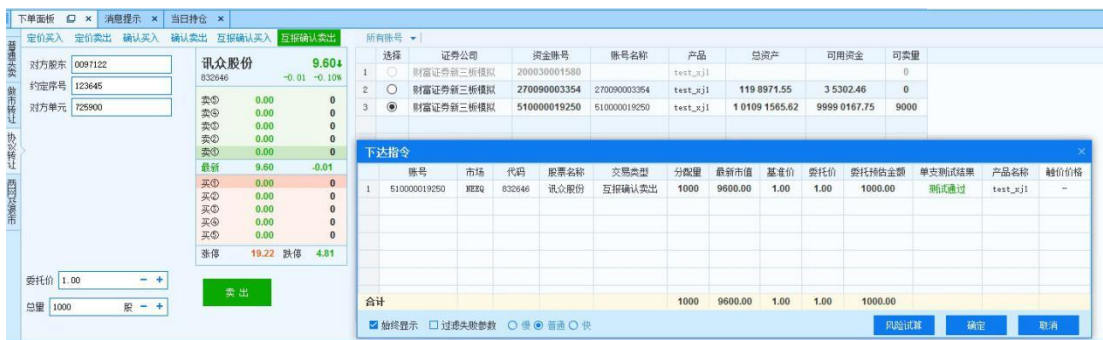 下单面板 × 消息提示 × 当日持仓 ×
普通买卖
做市转让
协议转让
两网及退市
定价买入 定价卖出 确认买入 确认卖出 互报确认买入 互报确认卖出
对方股东 0097122
约定序号 123645
对方单元 725900
讯众股份 9.60↓
832646 -0.01 -0.10%
卖⑤ 0.00 0
卖④ 0.00 0
卖③ 0.00 0
卖② 0.00 0
卖① 0.00 0
最新 9.60 -0.01
买① 0.00 0
买② 0.00 0
买③ 0.00 0
买④ 0.00 0
买⑤ 0.00 0
涨停 19.22 跌停 4.81
委托价 1.00 - +
总量 1000 股 - +
卖出
所有账号
选择 证券公司 资金账号 账号名称 产品 总资产 可用资金 可卖量
1 财富证券新三板模拟 200030001580 test_xj1 0
2 财富证券新三板模拟 270090003354 270090003354 test_xj1 119 8971.55 3 5302.46 0
3 财富证券新三板模拟 510000019250 510000019250 test_xj1 1 0109 1565.62 9999 0167.75 9000
下达指令 ×
账号 市场 代码 股票名称 交易类型 分配量 最新市值 基准价 委托价 委托预估金额 单支测试结果 产品名称 触价价格
1 510000019250 NEEQ 832646 讯众股份 互报确认卖出 1000 9600.00 1.00 1.00 1000.00 测试通过 test_xj1 -
合计 1000 9600.00 1.00 1.00 1000.00
始终显示 过滤失败参数 慢 普通 快 风险试算 确定 取消